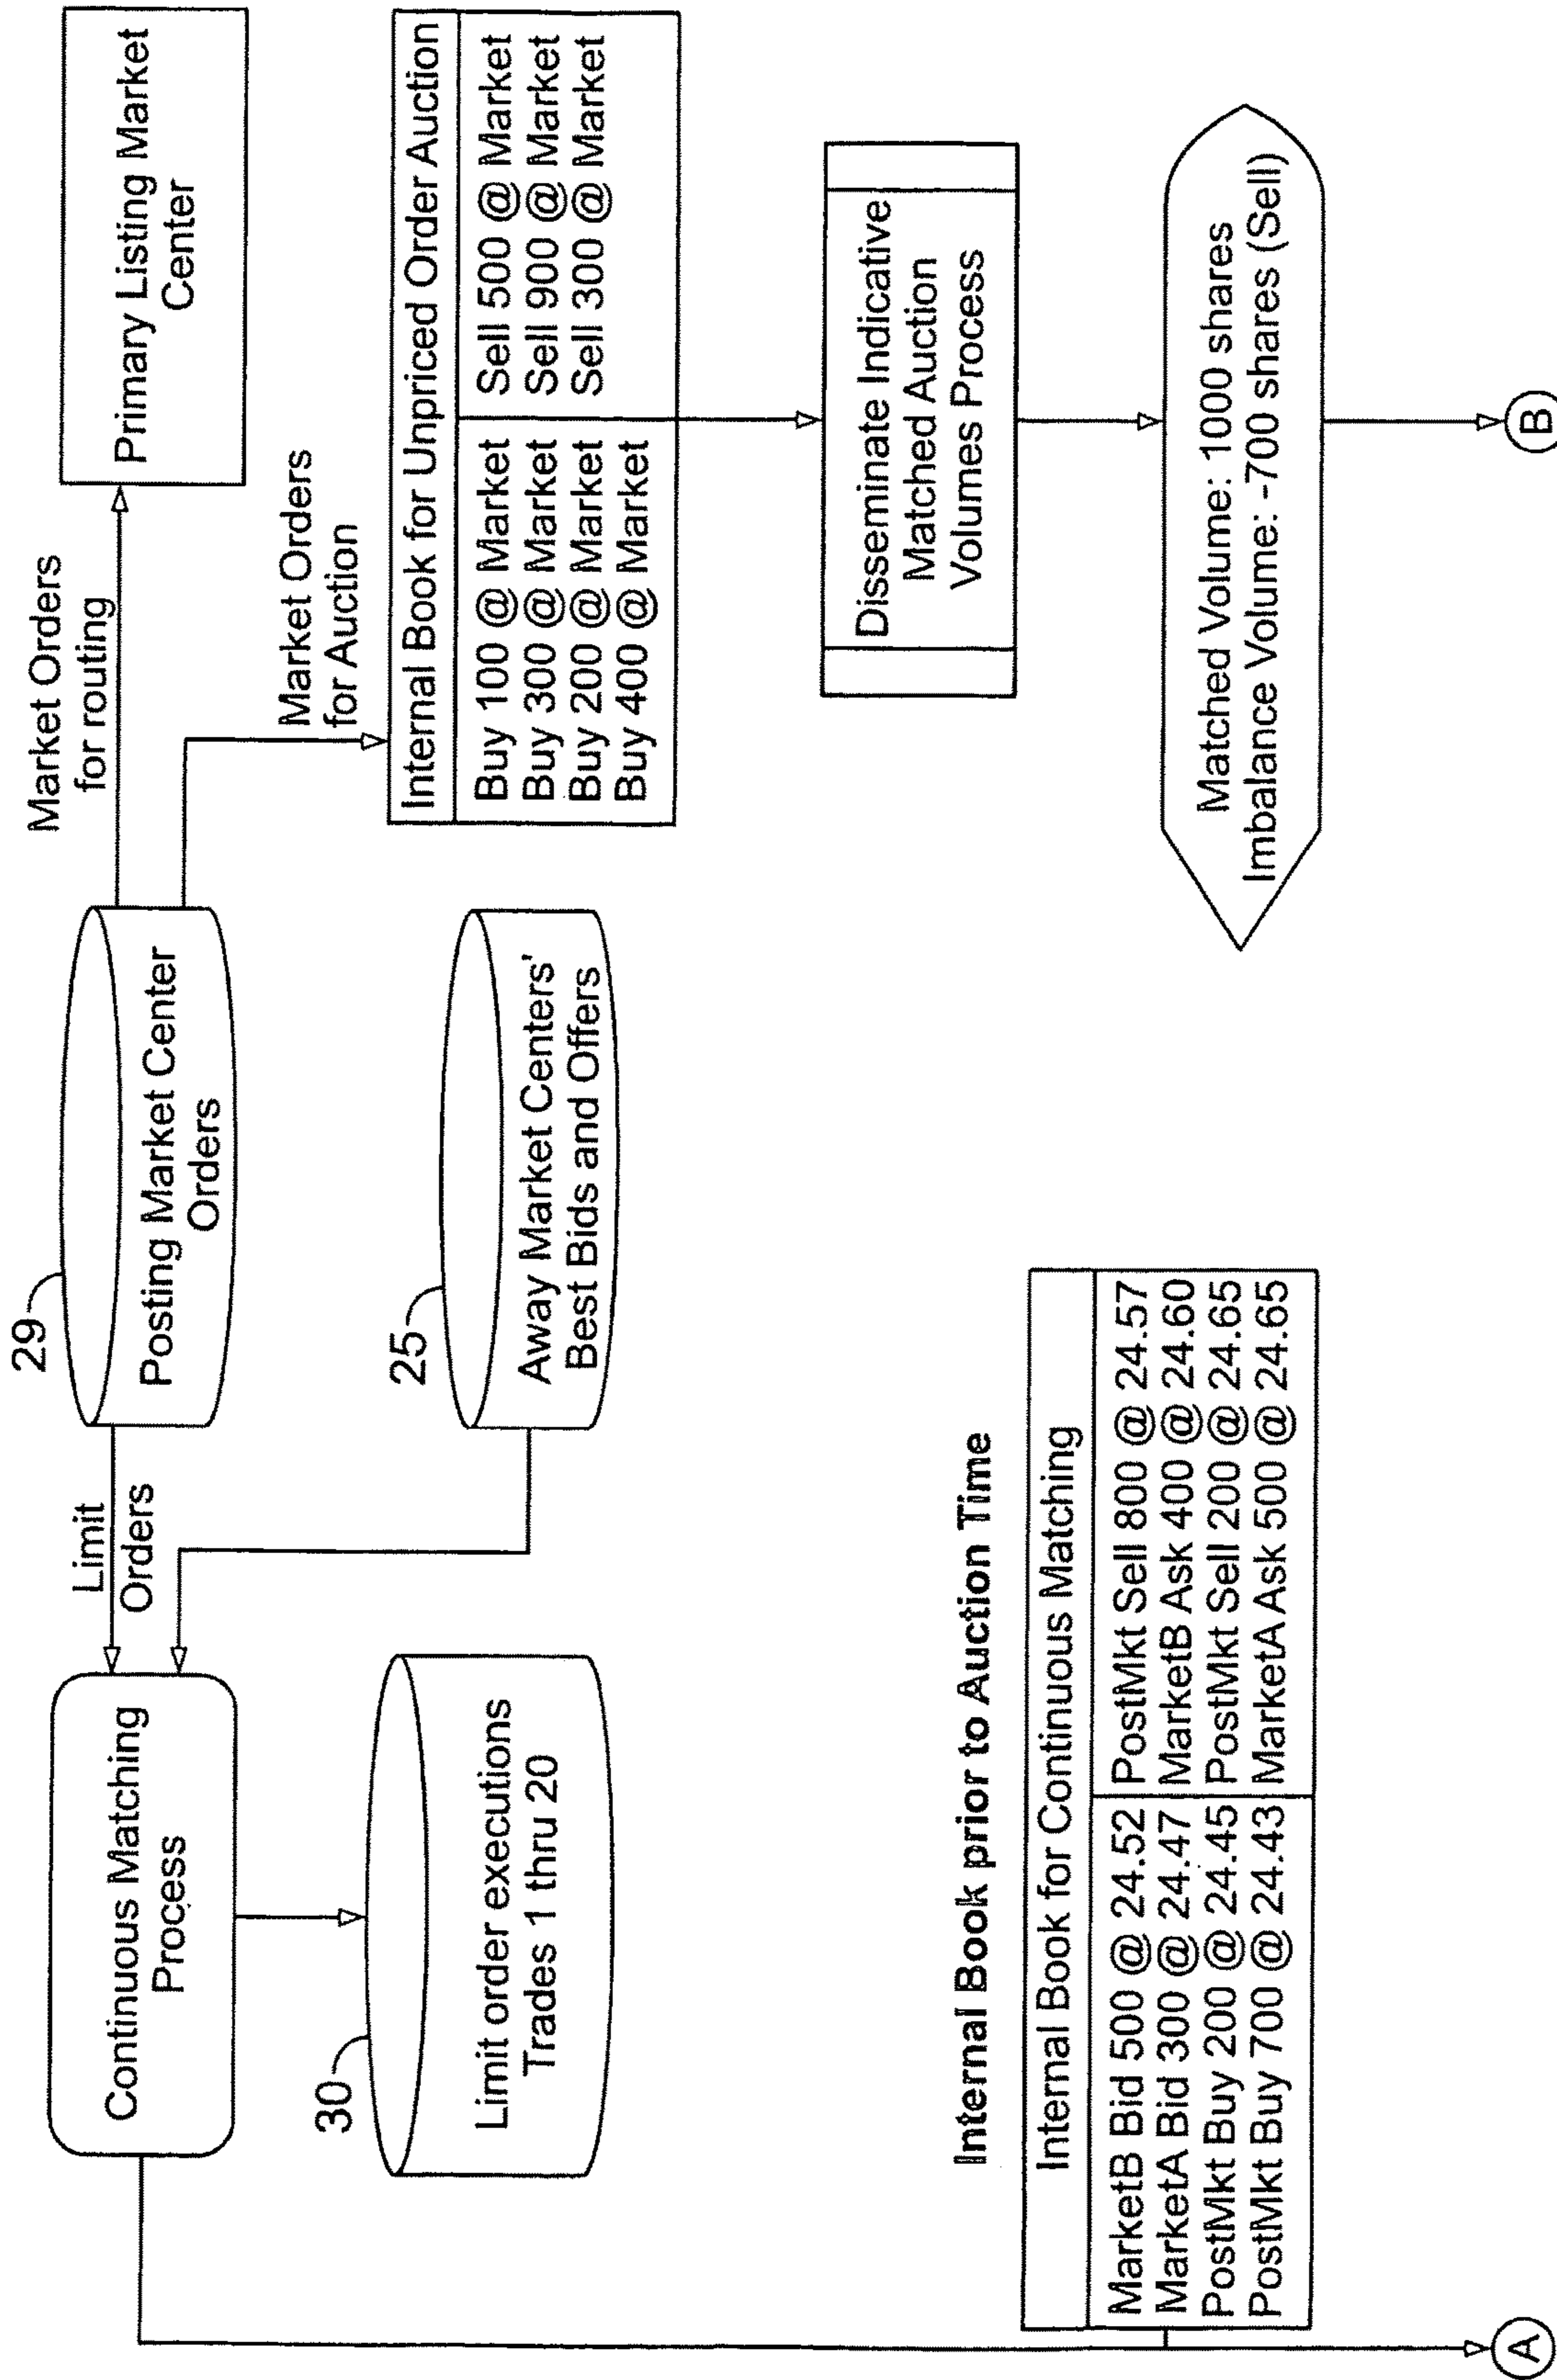 Continuous Matching
Process
Limit
Orders
29
Posting Market Center
Orders
Market Orders
for routing
Primary Listing Market
Center
30
Limit order executions
Trades 1 thru 20
25
Away Market Centers'
Best Bids and Offers
Market Orders
for Auction
Internal Book for Unpriced Order Auction
Buy 100 @ Market Sell 500 @ Market
Buy 300 @ Market Sell 900 @ Market
Buy 200 @ Market Sell 300 @ Market
Buy 400 @ Market
Disseminate Indicative
Matched Auction
Volumes Process
Internal Book prior to Auction Time
Internal Book for Continuous Matching
MarketB Bid 500 @ 24.52 PostMkt Sell 800 @ 24.57
MarketA Bid 300 @ 24.47 MarketB Ask 400 @ 24.60
PostMkt Buy 200 @ 24.45 PostMkt Sell 200 @ 24.65
PostMkt Buy 700 @ 24.43 MarketA Ask 500 @ 24.65
Matched Volume: 1000 shares
Imbalance Volume: -700 shares (Sell)
A
B